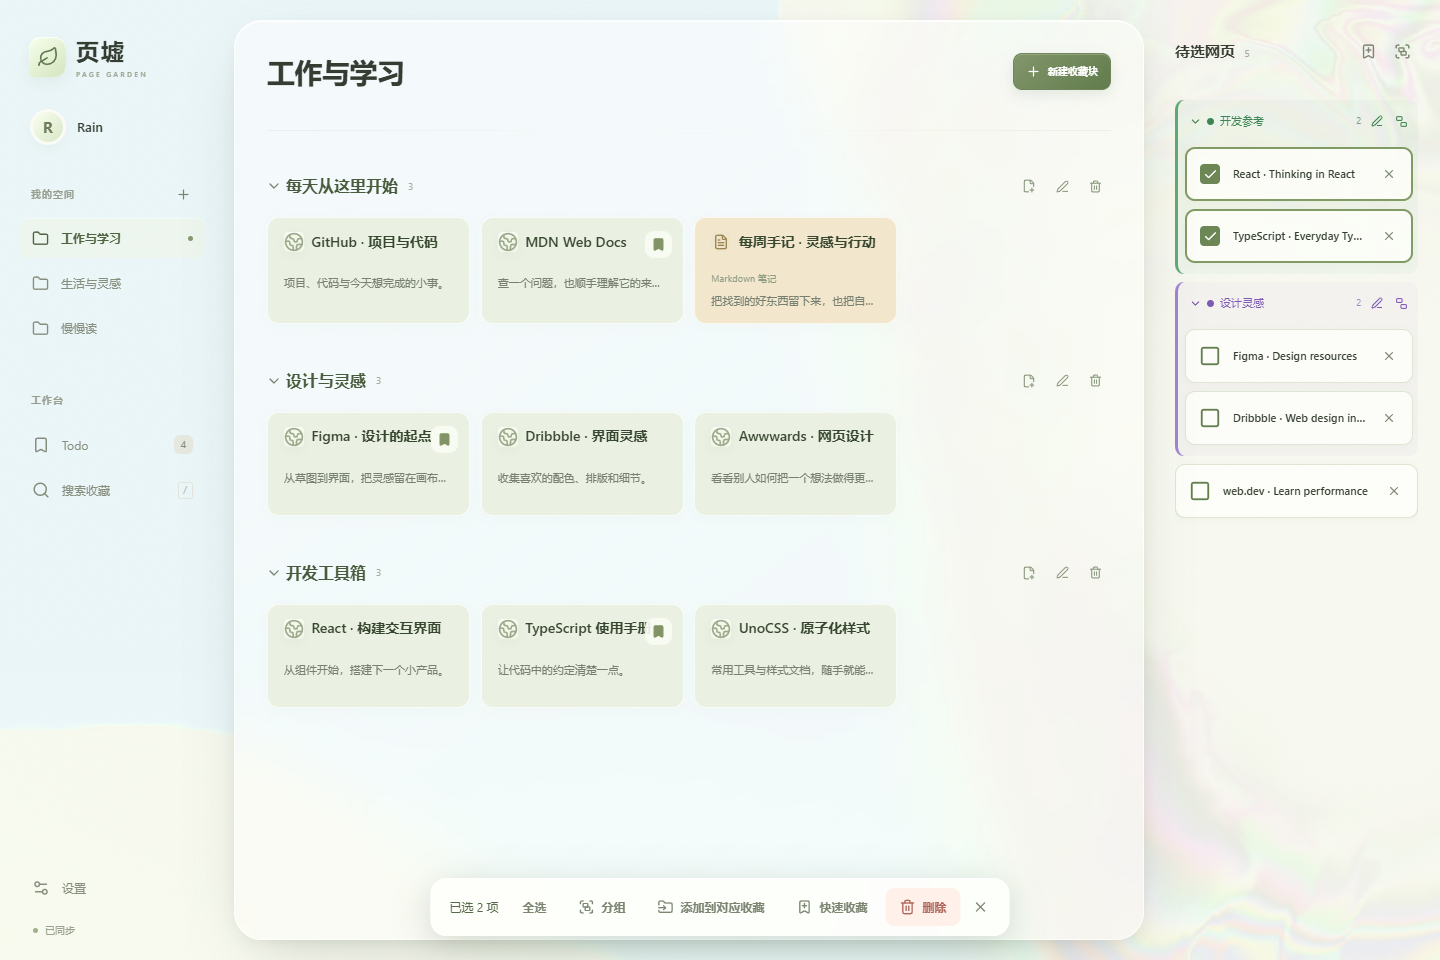 页墟
PAGE GARDEN
R
Rain
我的空间
工作与学习
生活与灵感
慢慢读
工作台
Todo
4
搜索收藏
/
设置
已同步
工作与学习
新建收藏块
每天从这里开始 3
GitHub · 项目与代码
项目、代码与今天想完成的小事。
MDN Web Docs
查一个问题，也顺手理解它的来...
每周手记 · 灵感与行动
Markdown 笔记
把找到的好东西留下来，也把自...
设计与灵感 3
Figma · 设计的起点
从草图到界面，把灵感留在画布...
Dribbble · 界面灵感
收集喜欢的配色、排版和细节。
Awwwards · 网页设计
看看别人如何把一个想法做得更...
开发工具箱 3
React · 构建交互界面
从组件开始，搭建下一个小产品。
TypeScript 使用手册
让代码中的约定清楚一点。
UnoCSS · 原子化样式
常用工具与样式文档，随手就能...
已选 2 项
全选
分组
添加到对应收藏
快速收藏
删除
待选网页 5
开发参考 2
React · Thinking in React
TypeScript · Everyday Ty...
设计灵感 2
Figma · Design resources
Dribbble · Web design in...
web.dev · Learn performance